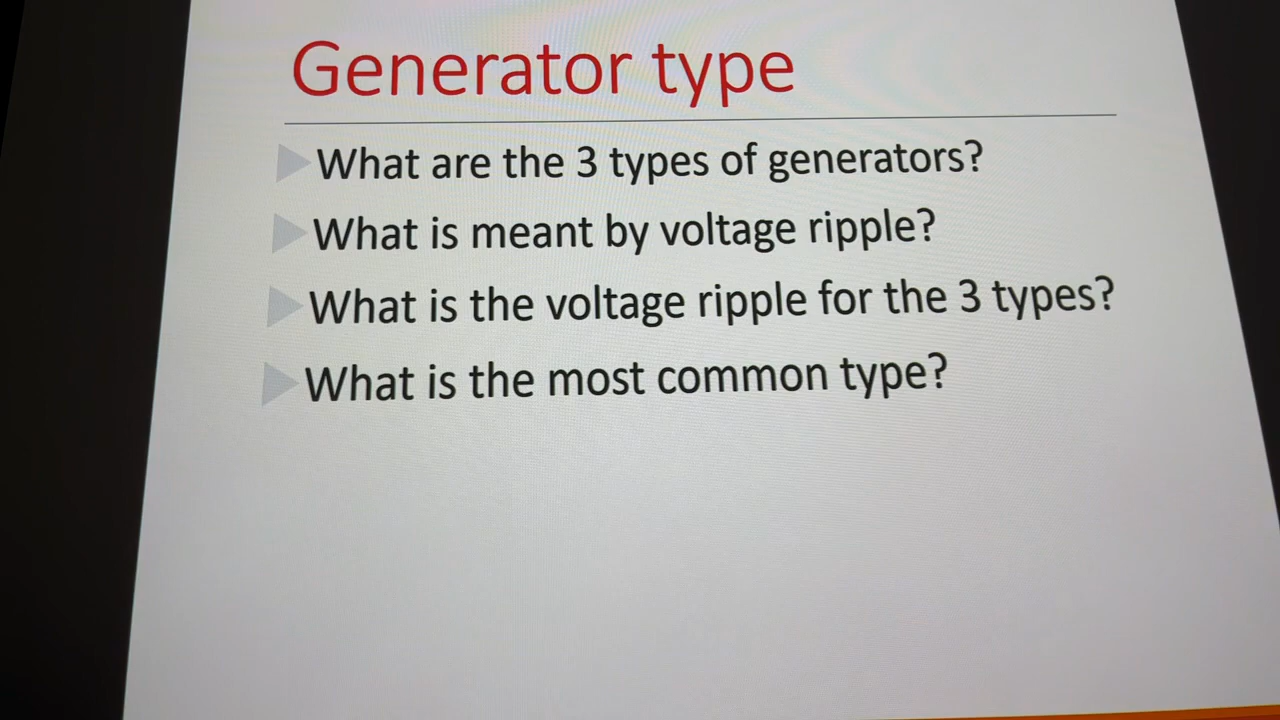 Generator type
What are the 3 types of generators?
What is meant by voltage ripple?
What is the voltage ripple for the 3 types?
What is the most common type?